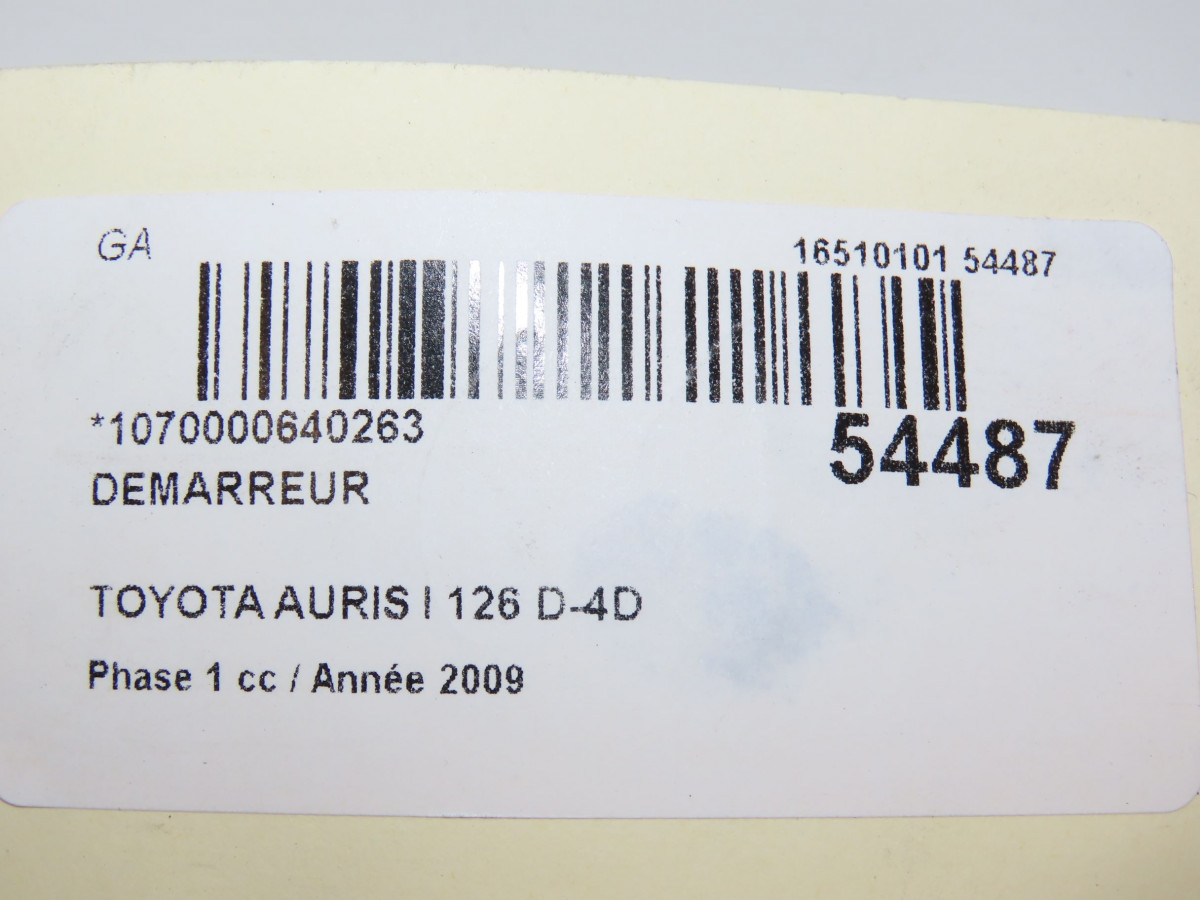 GA
16510101 54487
*1070000640263
54487
DEMARREUR
TOYOTA AURIS I 126 D-4D
Phase 1 cc / Année 2009